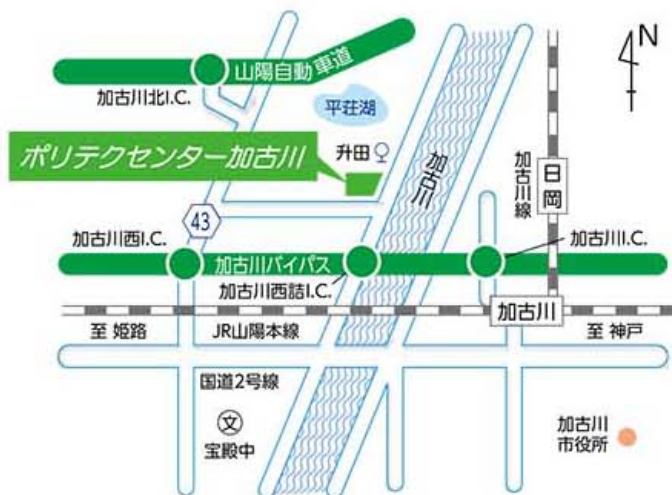 N
山陽自動車道
加古川北I.C.
平荘湖
升田
ポリテクセンター加古川
加古川
加古川線
日岡
43
加古川西I.C.
加古川I.C.
加古川バイパス
加古川西詰I.C.
加古川
至 姫路
JR山陽本線
至 神戸
国道2号線
文
宝殿中
加古川
市役所